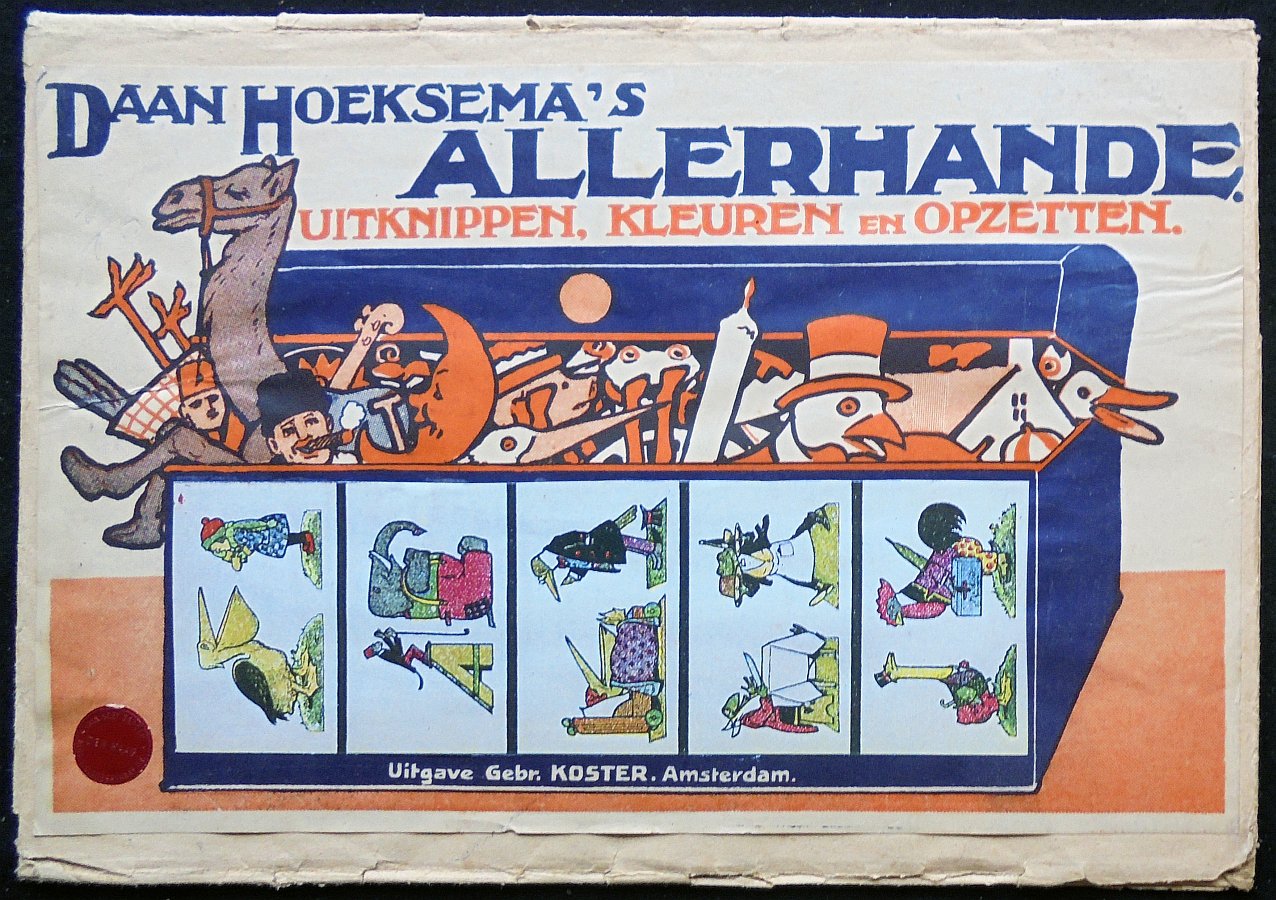 DAAN HOEKSEMA'S
ALLERHANDE.
UITKNIPPEN, KLEUREN EN OPZETTEN.
Uitgave Gebr. KOSTER. Amsterdam.